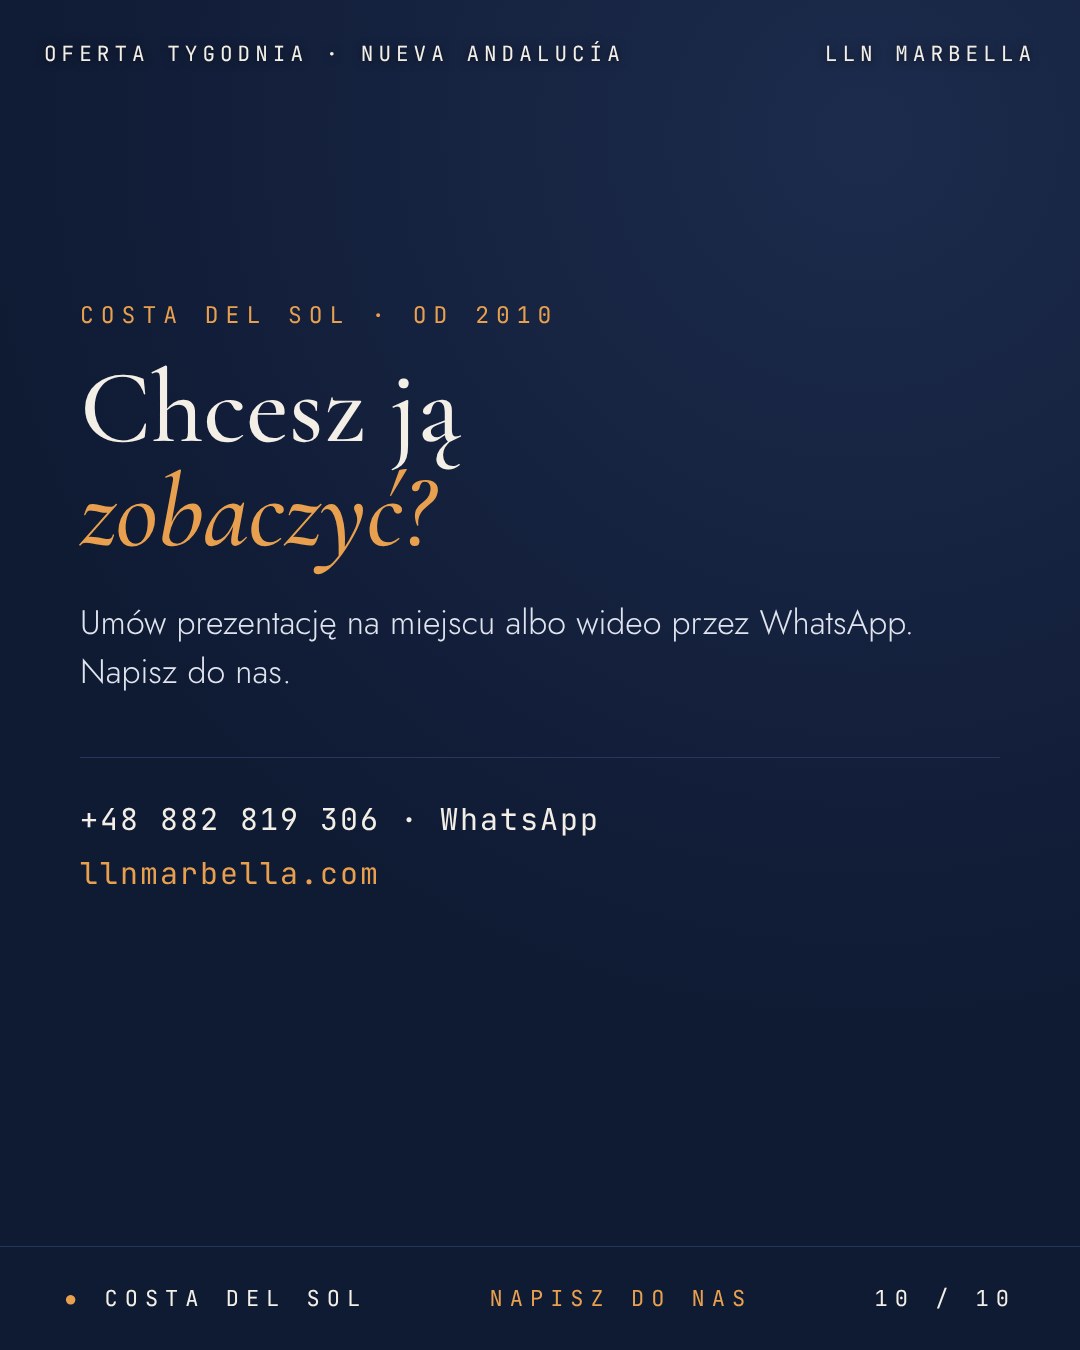 OFERTA TYGODNIA · NUEVA ANDALUCÍA
LLN MARBELLA
COSTA DEL SOL · OD 2010
Chcesz ją
zobaczyć?
Umów prezentację na miejscu albo wideo przez WhatsApp.
Napisz do nas.
+48 882 819 306 · WhatsApp
llnmarbella.com
• COSTA DEL SOL
NAPISZ DO NAS
10 / 10